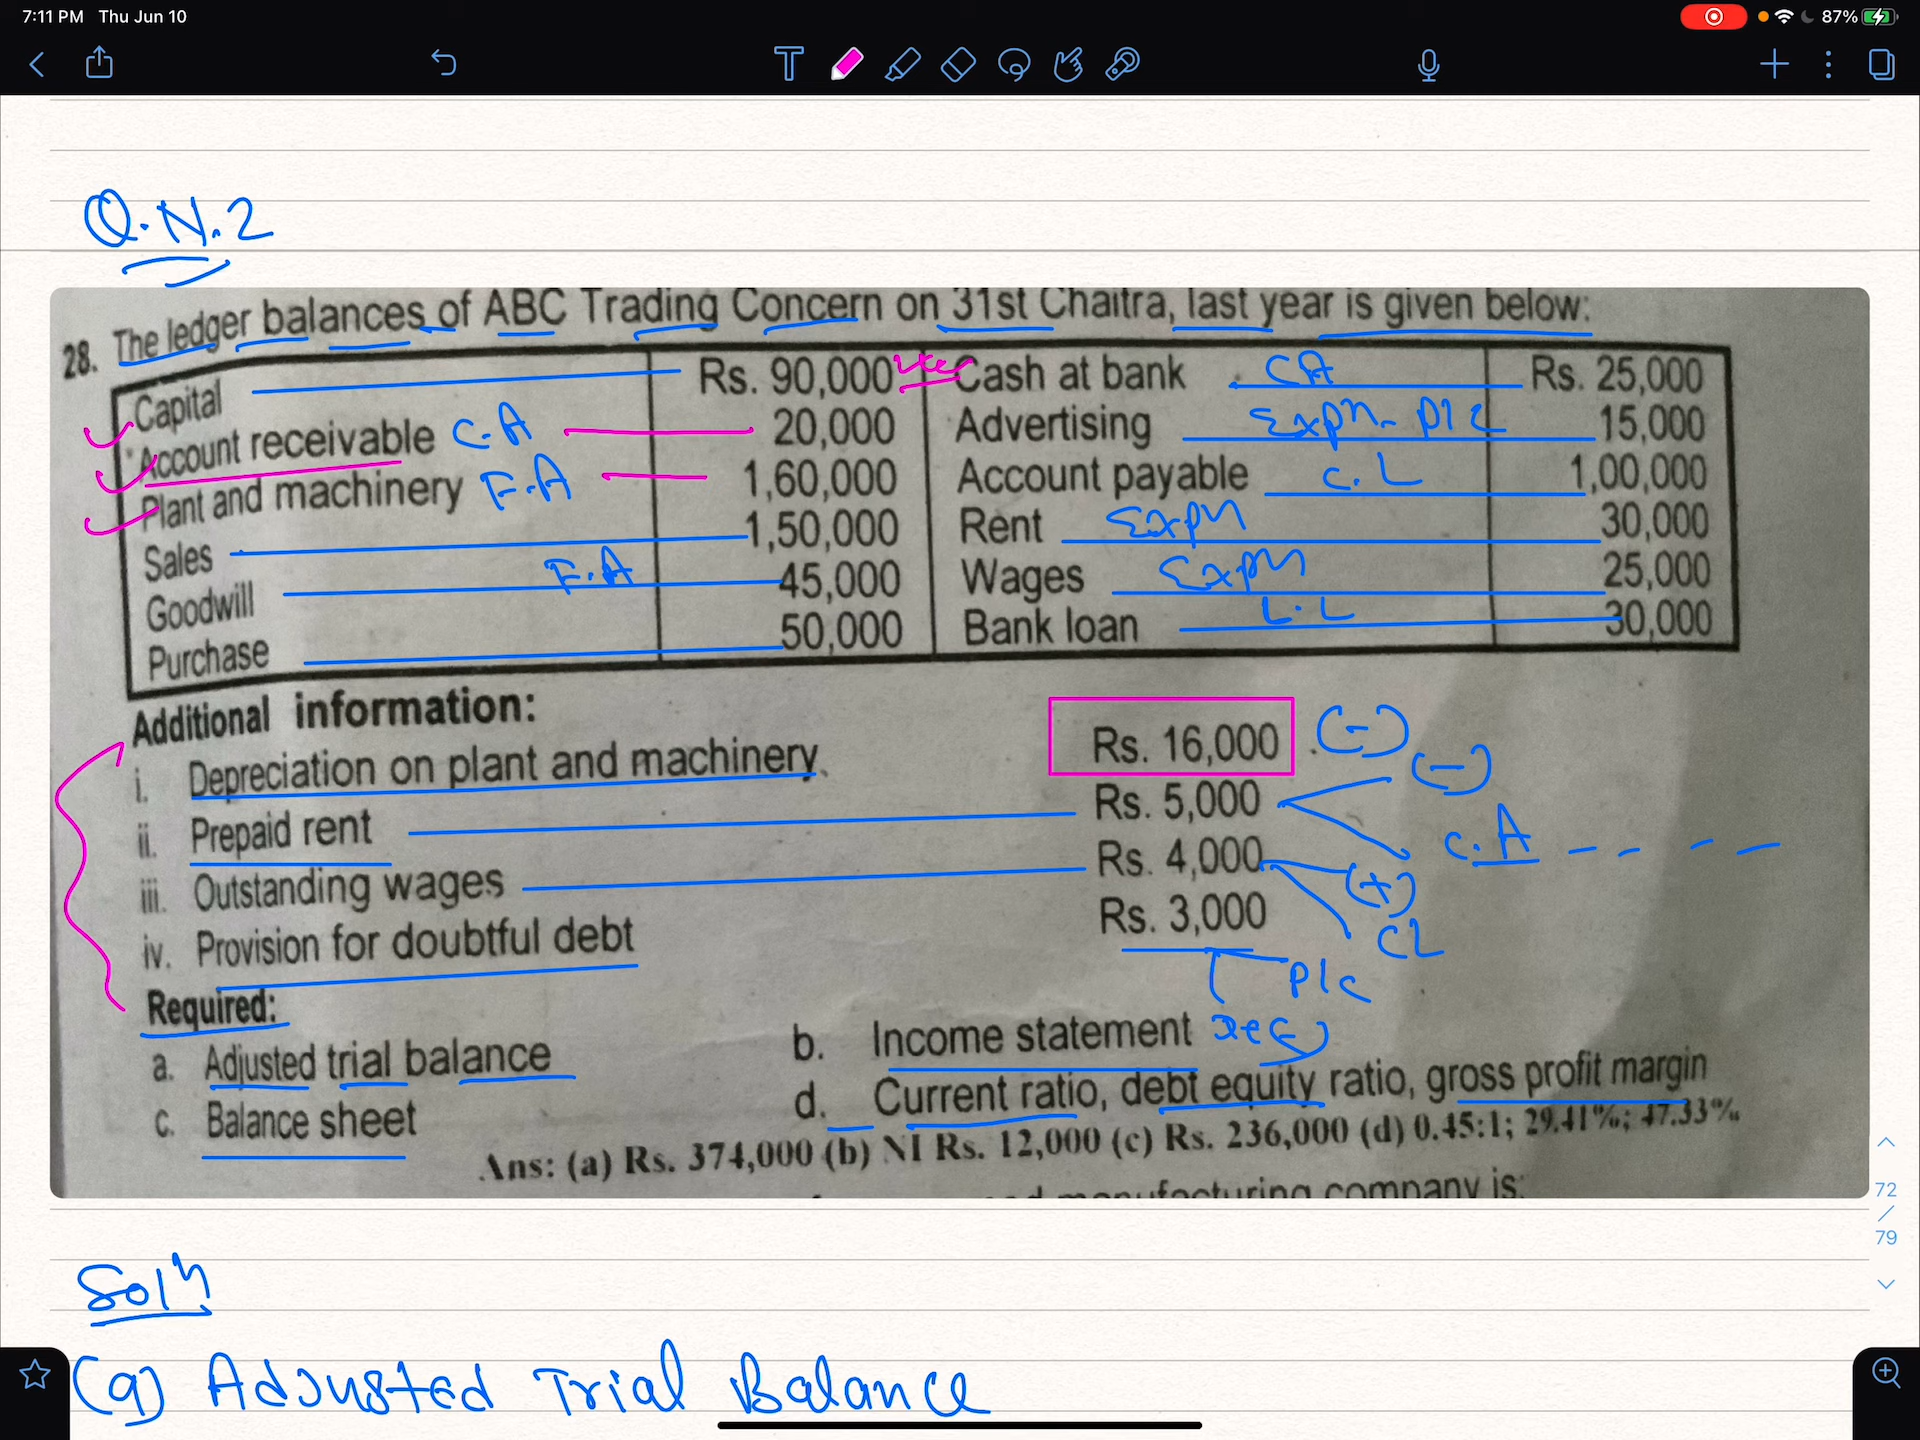 7:11 PM Thu Jun 10
87%
Q.N.2
28. The ledger balances of ABC Trading Concern on 31st Chaitra, last year is given below:
Capital Rs. 90,000 Cash at bank CA Rs. 25,000
Account receivable C.A 20,000 Advertising Expn. P/L 15,000
Plant and machinery F.A 1,60,000 Account payable C.L 1,00,000
Sales 1,50,000 Rent Expn 30,000
Goodwill F.A 45,000 Wages Expn 25,000
Purchase 50,000 Bank loan L.L 30,000
Additional information:
i. Depreciation on plant and machinery Rs. 16,000 (-)
ii. Prepaid rent Rs. 5,000 (-) C.A
iii. Outstanding wages Rs. 4,000 (+) CL
iv. Provision for doubtful debt Rs. 3,000 P/L
Required:
a. Adjusted trial balance b. Income statement
c. Balance sheet d. Current ratio, debt equity ratio, gross profit margin
Ans: (a) Rs. 374,000 (b) NI Rs. 12,000 (c) Rs. 236,000 (d) 0.45:1; 29.41%; 47.33%
manufacturing company is:
72
/
79
Soln
(a) Adjusted Trial Balance